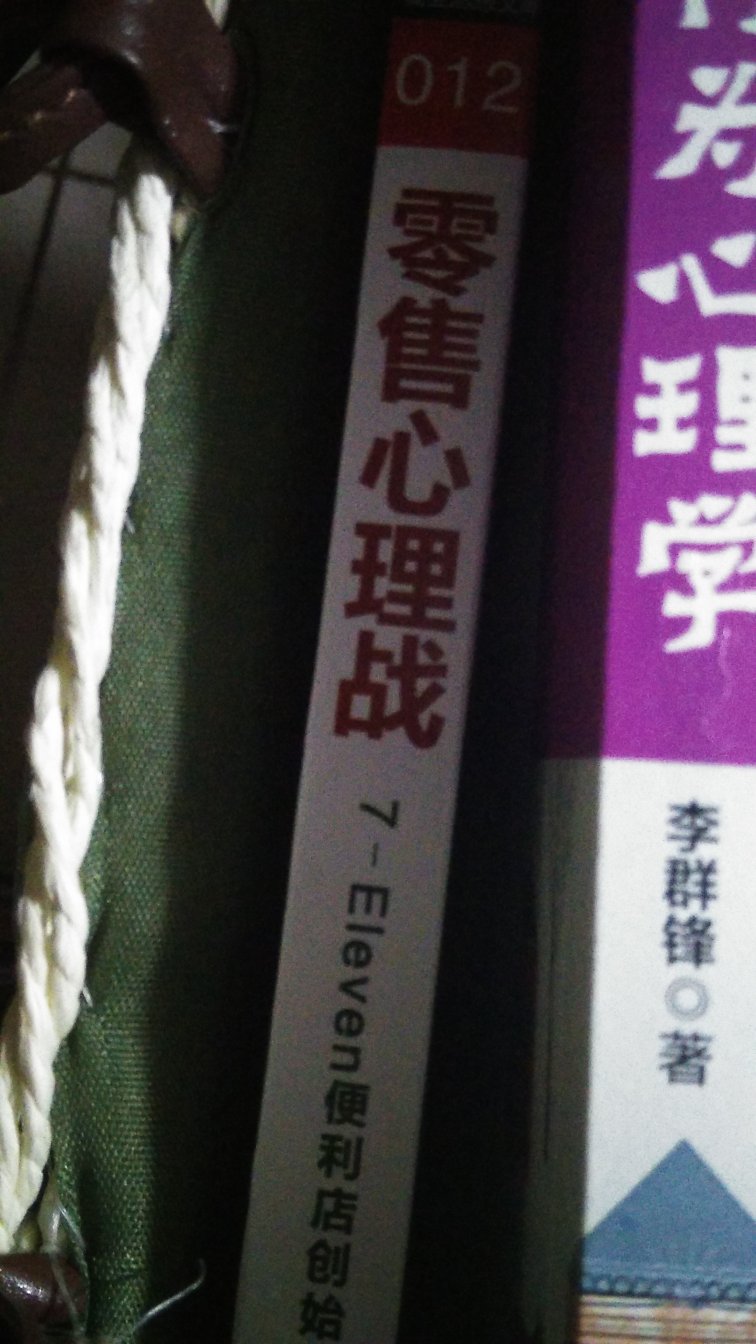 012
零售心理战
7-Eleven便利店创始
为心理学
李群锋◎著